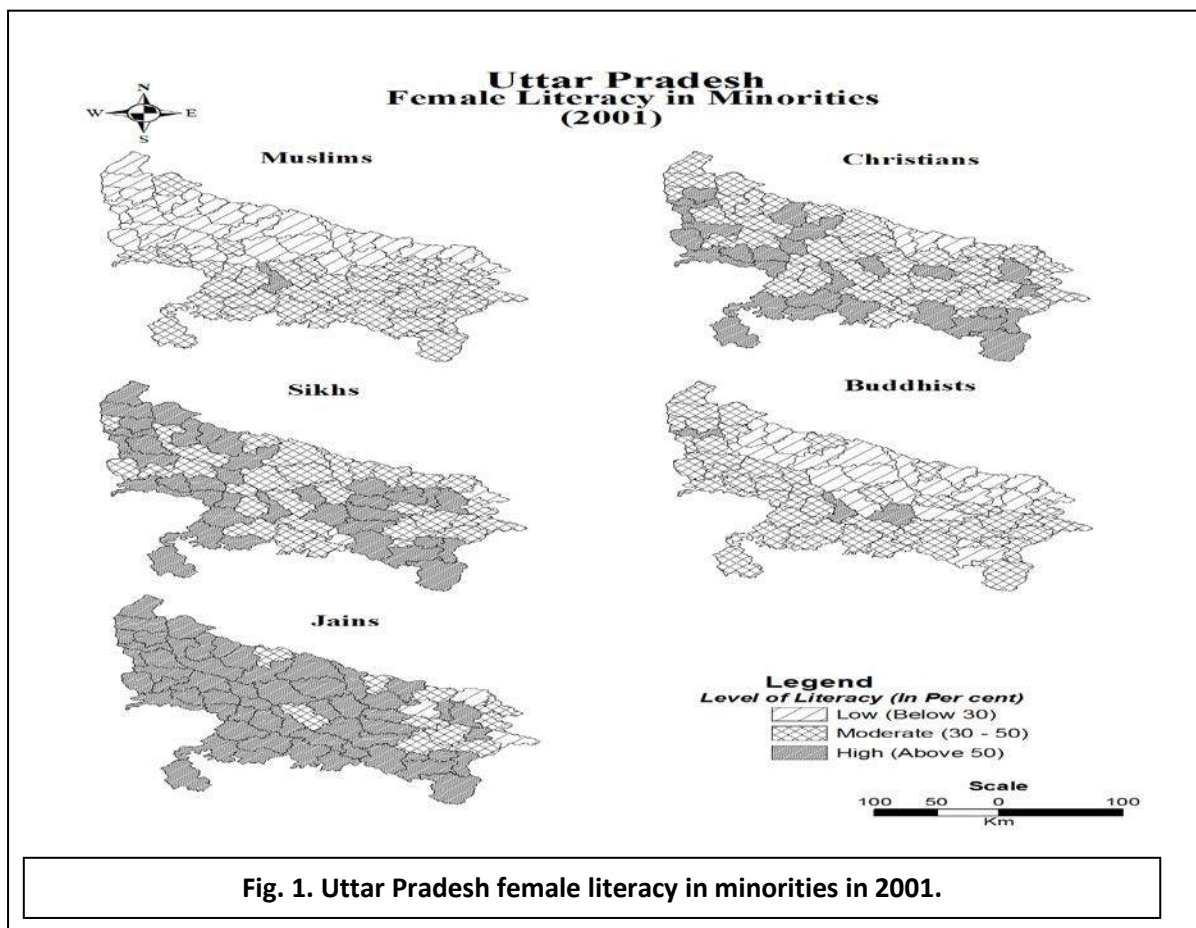 Uttar Pradesh
Female Literacy in Minorities
(2001)
N
W E
S
Muslims
Christians
Sikhs
Buddhists
Jains
Legend
Level of Literacy (In Per cent)
Low (Below 30)
Moderate (30 - 50)
High (Above 50)
Scale
100 50 0 100
Km
Fig. 1. Uttar Pradesh female literacy in minorities in 2001.